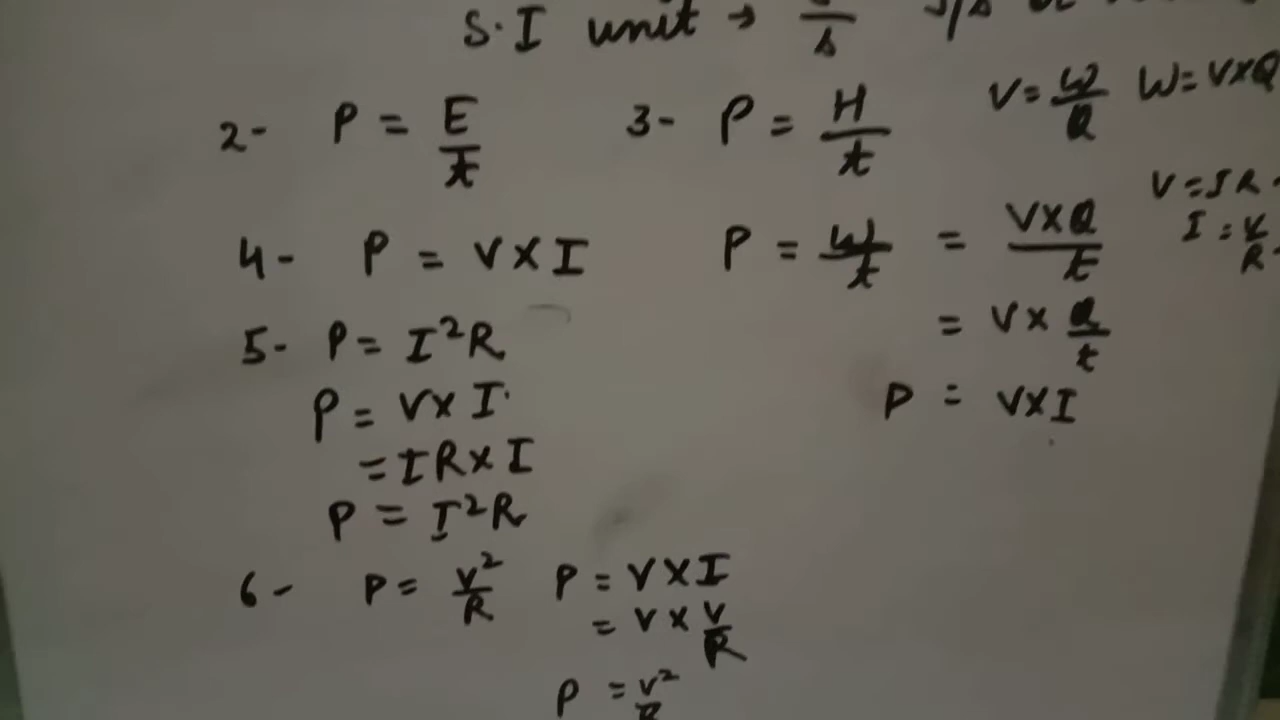 S.I unit →
2- P = E/t 3- P = H/t V = W/Q W = V×Q
V = IR
I = V/R
4- P = V×I P = W/t = V×Q/t
= V × Q/t
P = V×I
5- P = I²R
P = V×I
= IR×I
P = I²R
6- P = V²/R P = V×I
= V × V/R
P = V²/R